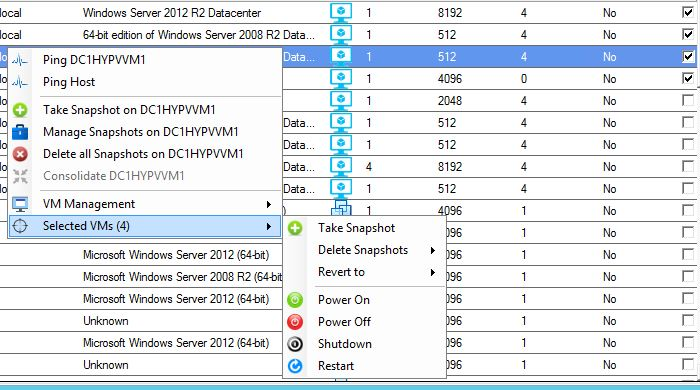 local Windows Server 2012 R2 Datacenter 1 8192 4 No
local 64-bit edition of Windows Server 2008 R2 Data... 1 512 4 No
Data... 1 512 4 No
Ping DC1HYPVVM1
1 4096 0 No
Ping Host
1 2048 4 No
Take Snapshot on DC1HYPVVM1
Data... 1 512 4 No
Manage Snapshots on DC1HYPVVM1
Data... 1 512 4 No
Delete all Snapshots on DC1HYPVVM1
Data... 4 8192 4 No
Consolidate DC1HYPVVM1
Data... 1 512 4 No
VM Management
1 4096 1 No
Selected VMs (4)
Take Snapshot
096 1 No
Microsoft Windows Server 2012 (64-bit) Delete Snapshots 096 1 No
Microsoft Windows Server 2008 R2 (64-bit) Revert to 096 1 No
Microsoft Windows Server 2012 (64-bit) Power On 096 1 No
Unknown Power Off 096 1 No
Microsoft Windows Server 2012 (64-bit) Shutdown 096 1 No
Unknown Restart 096 1 No